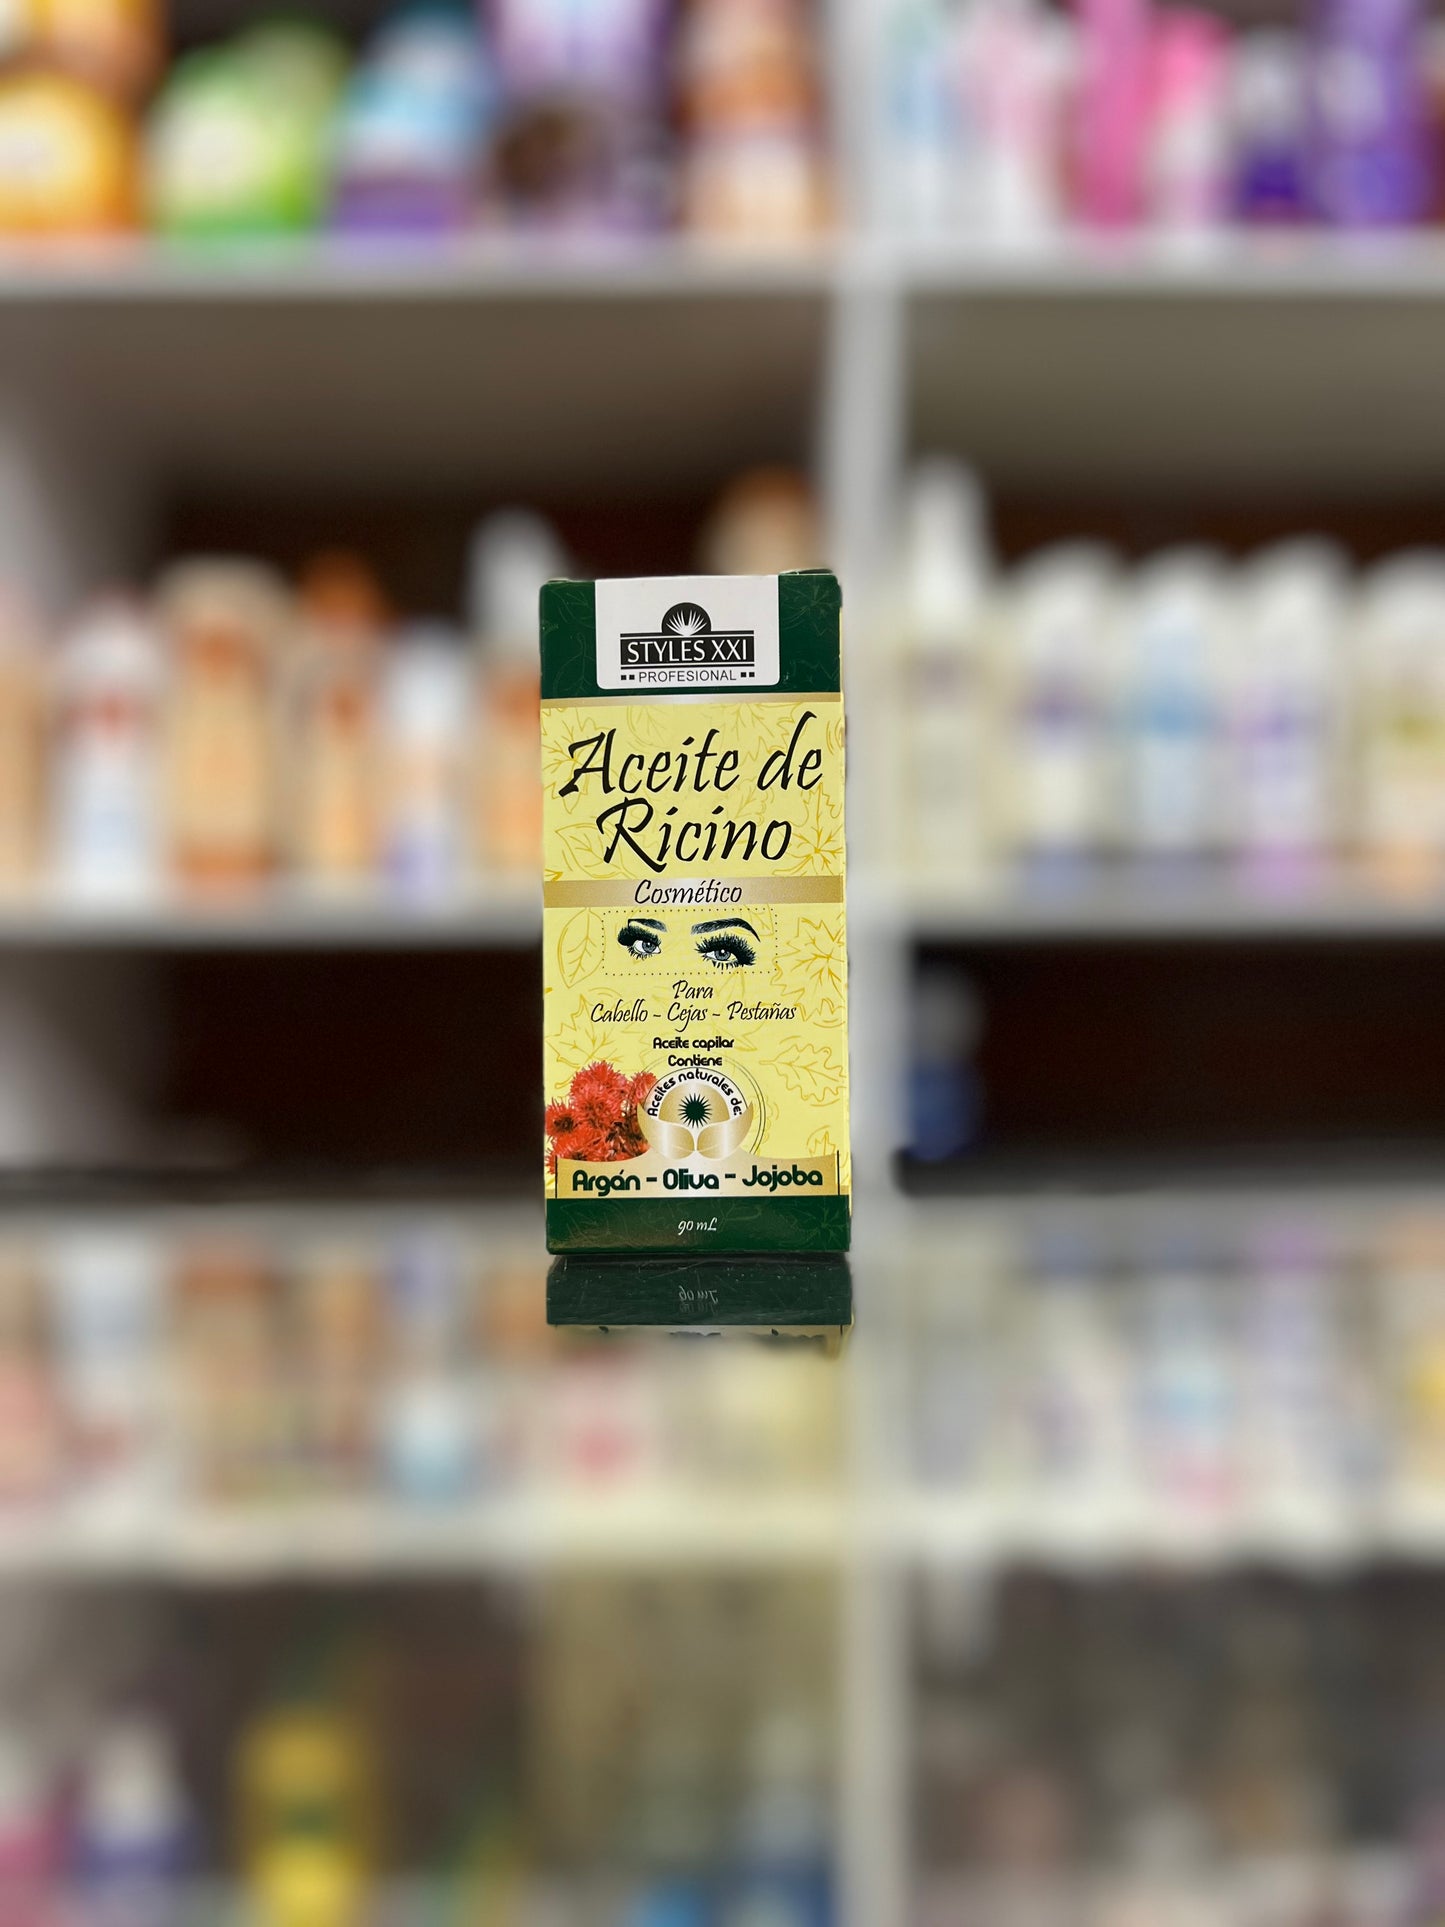 STYLES XXI
PROFESIONAL
Aceite de
Ricino
Cosmético
Para
Cabello - Cejas - Pestañas
Aceite capilar
Contiene
Aceites naturales de:
Argán - Oliva - Jojoba
90 mL